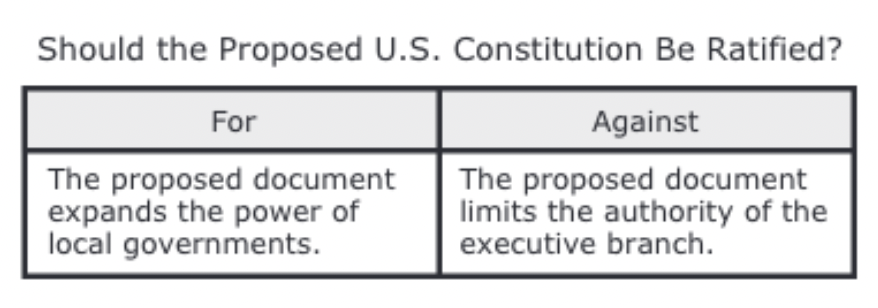 Should the Proposed U.S. Constitution Be Ratified?
For
Against
The proposed document
expands the power of
local governments.
The proposed document
limits the authority of the
executive branch.